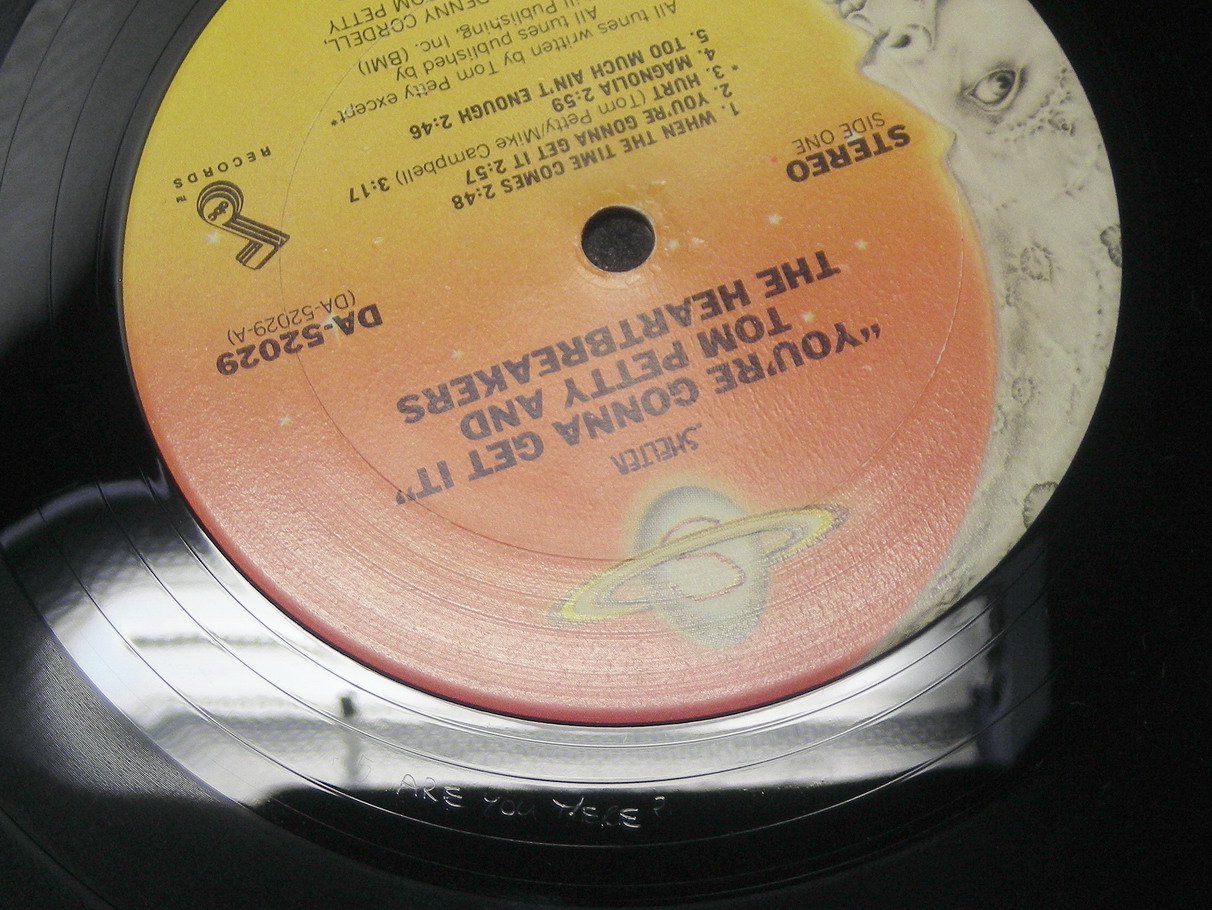 SHELTER
"YOU'RE GONNA GET IT"
TOM PETTY AND
THE HEARTBREAKERS
STEREO
SIDE ONE
DA-52029
(DA-52029-A)
1. WHEN THE TIME COMES 2:48
2. YOU'RE GONNA GET IT 2:57
*3. HURT (Tom Petty/Mike Campbell) 3:17
4. MAGNOLIA 2:59
5. TOO MUCH AIN'T ENOUGH 2:46
All tunes written by Tom Petty except*
All tunes published by
Publishing, Inc. (BMI)
DENNY CORDELL,
TOM PETTY
abc
RECORDS
TM
ARE YOU THERE?